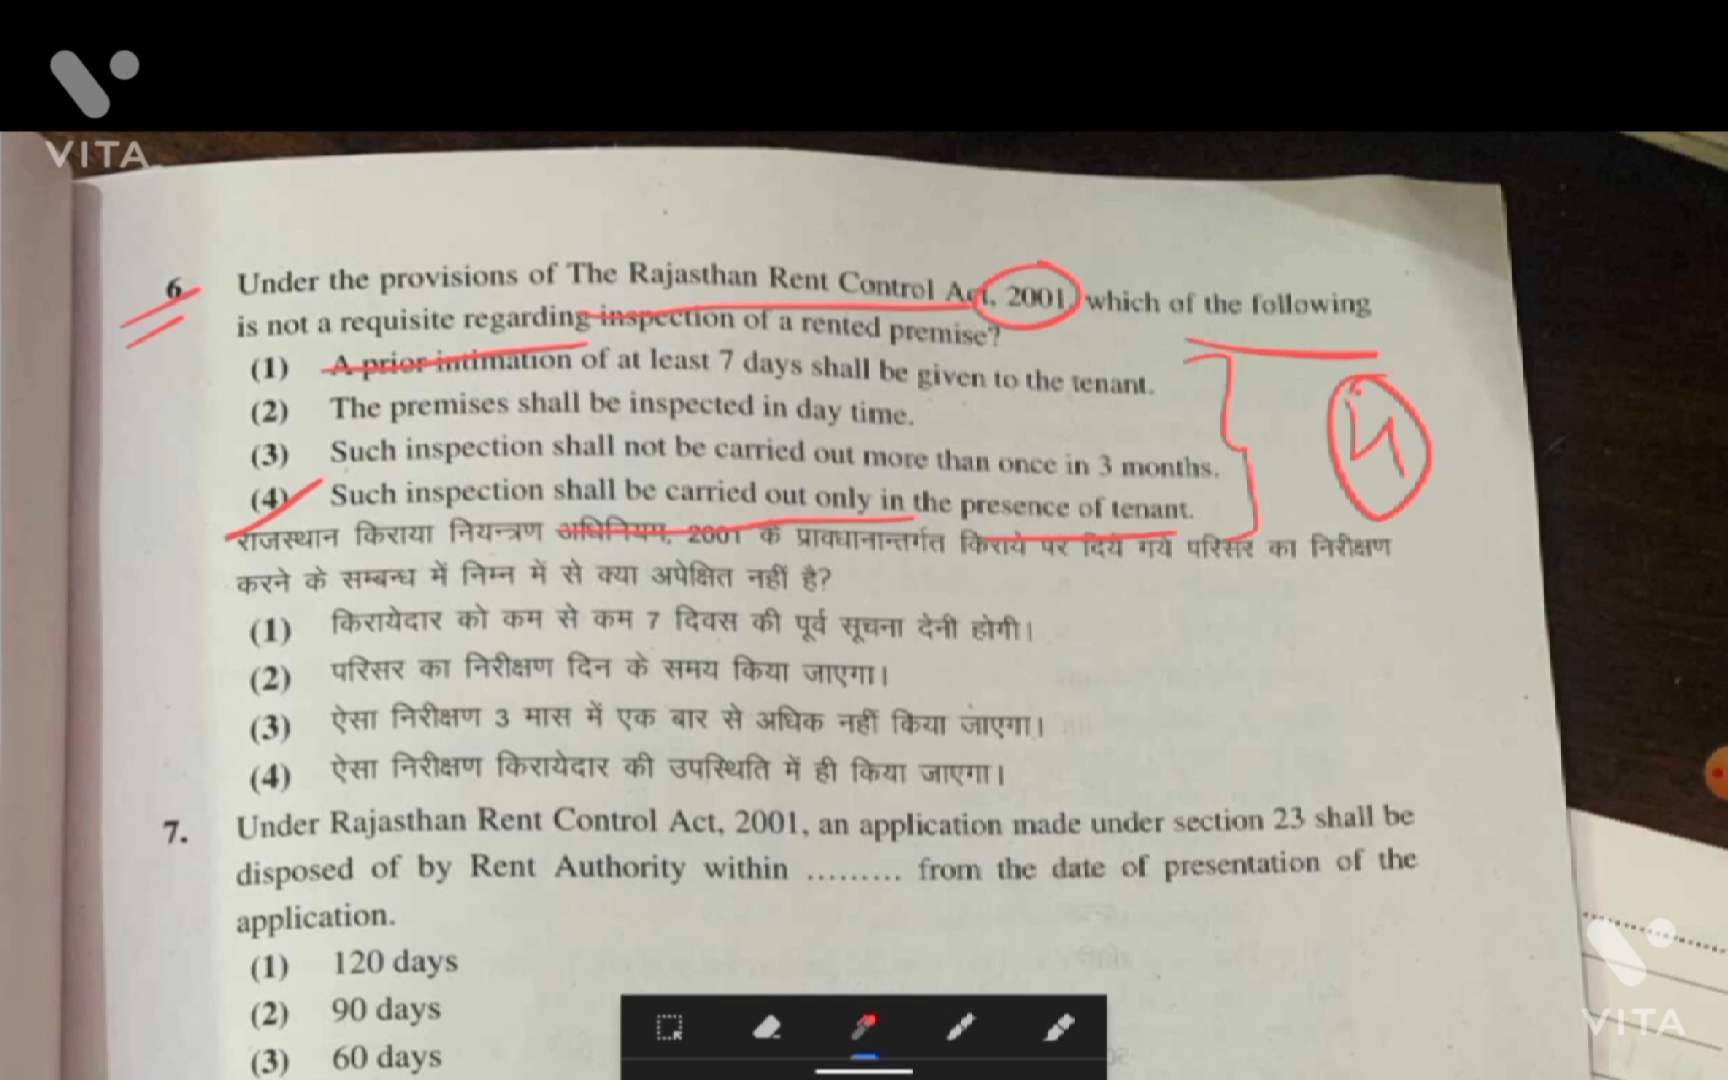 VITA
6 Under the provisions of The Rajasthan Rent Control Act, 2001, which of the following
is not a requisite regarding inspection of a rented premise?
(1) A prior intimation of at least 7 days shall be given to the tenant.
(2) The premises shall be inspected in day time.
(3) Such inspection shall not be carried out more than once in 3 months.
(4) Such inspection shall be carried out only in the presence of tenant.
4
राजस्थान किराया नियन्त्रण अधिनियम, 2001 के प्रावधानान्तर्गत किराये पर दिये गये परिसर का निरीक्षण
करने के सम्बन्ध में निम्न में से क्या अपेक्षित नहीं है?
(1) किरायेदार को कम से कम 7 दिवस की पूर्व सूचना देनी होगी।
(2) परिसर का निरीक्षण दिन के समय किया जाएगा।
(3) ऐसा निरीक्षण 3 मास में एक बार से अधिक नहीं किया जाएगा।
(4) ऐसा निरीक्षण किरायेदार की उपस्थिति में ही किया जाएगा।
7. Under Rajasthan Rent Control Act, 2001, an application made under section 23 shall be
disposed of by Rent Authority within ......... from the date of presentation of the
application.
(1) 120 days
(2) 90 days
(3) 60 days
VITA